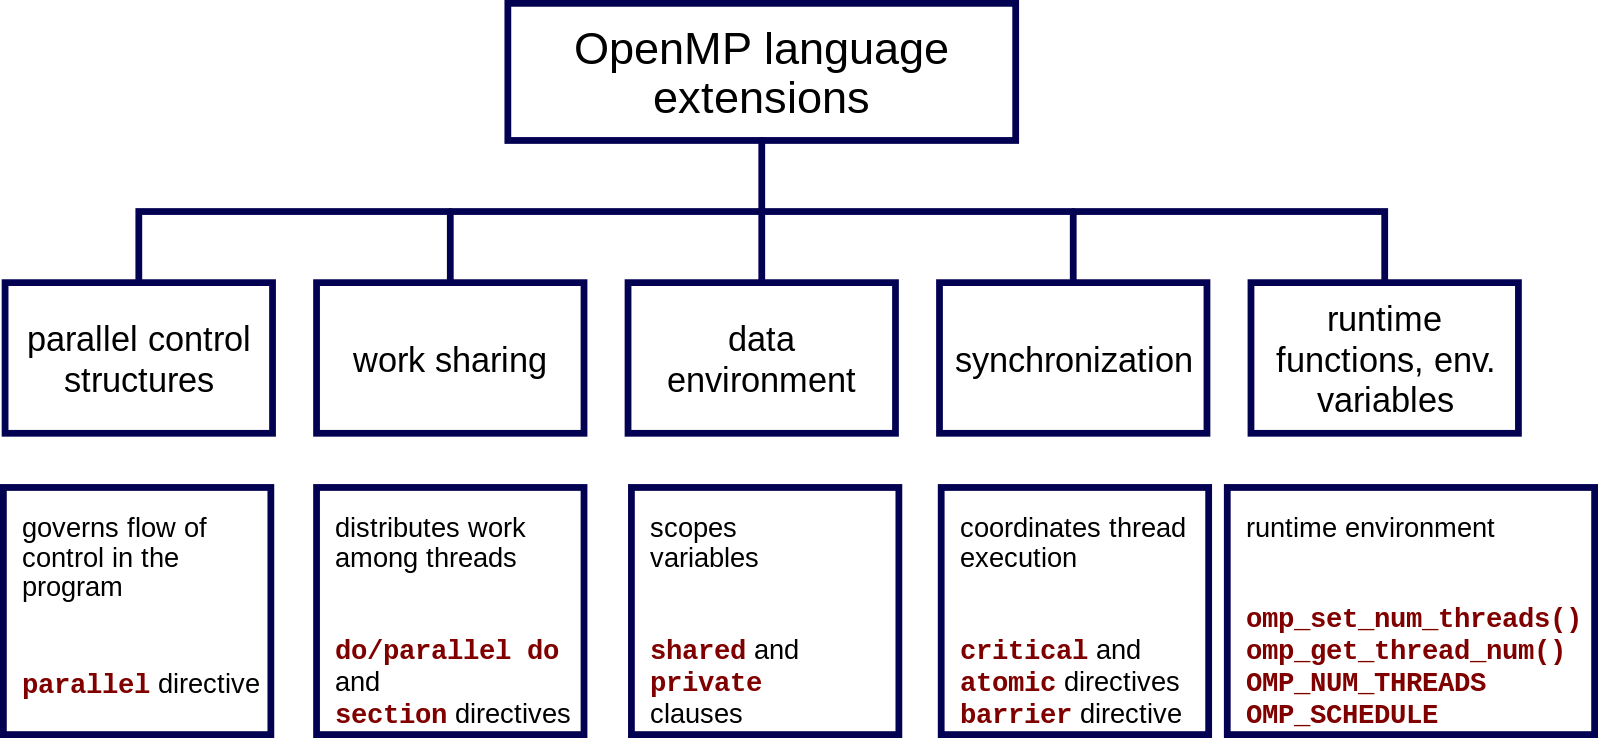 OpenMP language
extensions
parallel control
structures
work sharing
data
environment
synchronization
runtime
functions, env.
variables
governs flow of
control in the
program
parallel directive
distributes work
among threads
do/parallel do
and
section directives
scopes
variables
shared and
private
clauses
coordinates thread
execution
critical and
atomic directives
barrier directive
runtime environment
omp_set_num_threads()
omp_get_thread_num()
OMP_NUM_THREADS
OMP_SCHEDULE